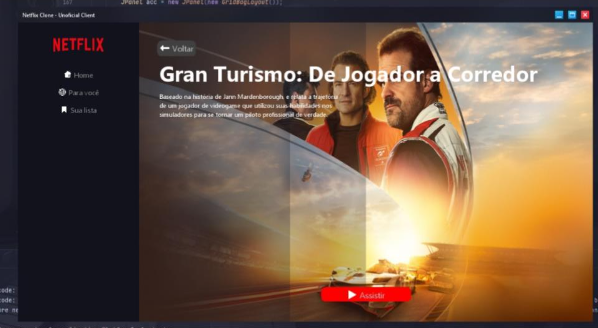 167 JPanel acc = new JPanel(new GridBagLayout());
Netflix Clone - Unoficial Client
NETFLIX
Home
Para você
Sua lista
Voltar
Gran Turismo: De Jogador a Corredor
Baseado na história de Jann Mardenborough, e relata a trajetória
de um jogador de videogame que utilizou suas habilidades nos
simuladores para se tornar um piloto profissional de verdade.
Assistir
code:
code: